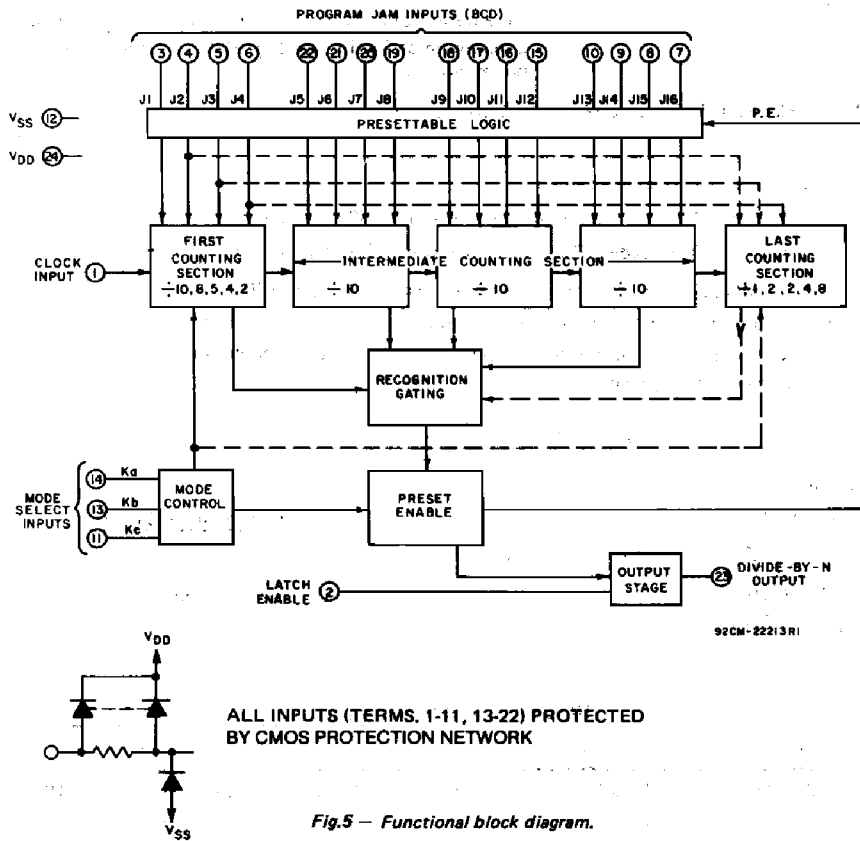 PROGRAM JAM INPUTS (BCD)
3 4 5 6 22 21 20 19 18 17 16 15 10 9 8 7
J1 J2 J3 J4 J5 J6 J7 J8 J9 J10 J11 J12 J13 J14 J15 J16
VSS 12
PRESETTABLE LOGIC
P.E.
VDD 24
CLOCK INPUT 1
FIRST COUNTING SECTION ÷10,8,5,4,2
INTERMEDIATE COUNTING SECTION
÷10 ÷10 ÷10
LAST COUNTING SECTION ÷1,2,2,4,8
RECOGNITION GATING
MODE SELECT INPUTS
14 Ka
13 Kb
11 Kc
MODE CONTROL
PRESET ENABLE
LATCH ENABLE 2
OUTPUT STAGE
23 DIVIDE-BY-N OUTPUT
92CM-22213R1
VDD
ALL INPUTS (TERMS. 1-11, 13-22) PROTECTED
BY CMOS PROTECTION NETWORK
VSS
Fig.5 — Functional block diagram.